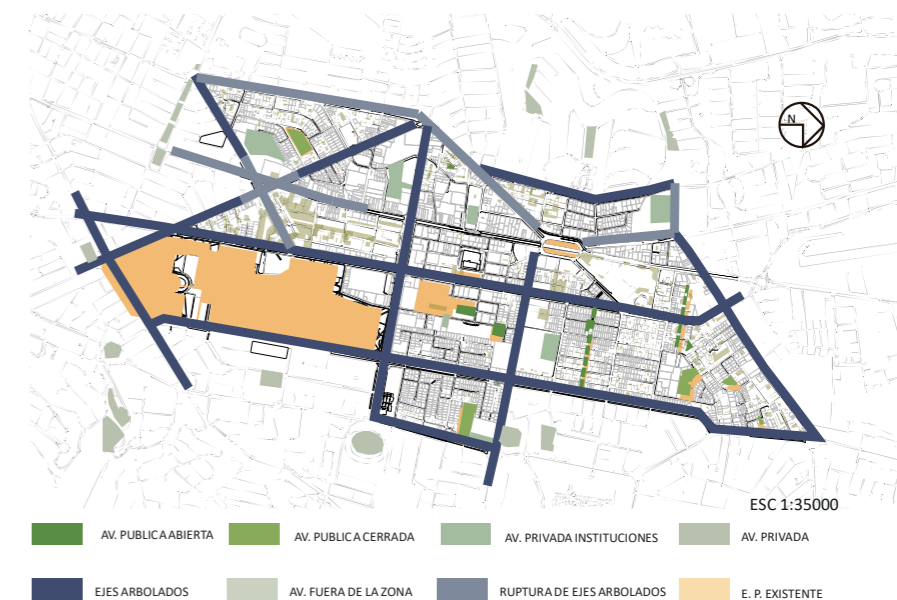 N
ESC 1:35000
AV. PUBLICA ABIERTA
AV. PUBLICA CERRADA
AV. PRIVADA INSTITUCIONES
AV. PRIVADA
EJES ARBOLADOS
AV. FUERA DE LA ZONA
RUPTURA DE EJES ARBOLADOS
E. P. EXISTENTE